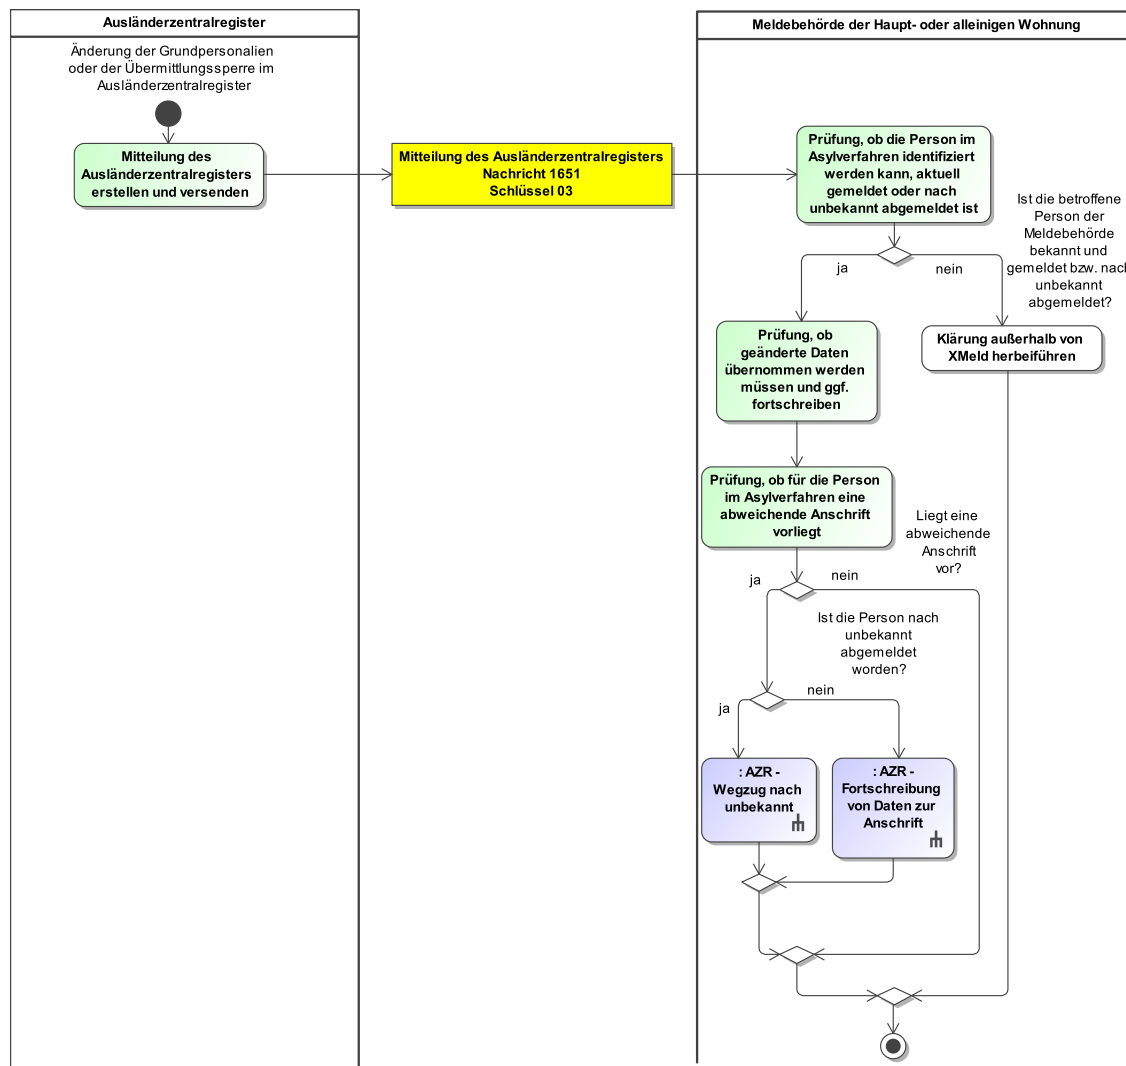 Ausländerzentralregister
Meldebehörde der Haupt- oder alleinigen Wohnung
Änderung der Grundpersonalien
oder der Übermittlungssperre im
Ausländerzentralregister
Mitteilung des
Ausländerzentralregisters
erstellen und versenden
Mitteilung des Ausländerzentralregisters
Nachricht 1651
Schlüssel 03
Prüfung, ob die Person im
Asylverfahren identifiziert
werden kann, aktuell
gemeldet oder nach
unbekannt abgemeldet ist
Ist die betroffene
Person der
Meldebehörde
bekannt und
gemeldet bzw. nach
unbekannt
abgemeldet?
ja
nein
Prüfung, ob
geänderte Daten
übernommen werden
müssen und ggf.
fortschreiben
Klärung außerhalb von
XMeld herbeiführen
Prüfung, ob für die Person
im Asylverfahren eine
abweichende Anschrift
vorliegt
Liegt eine
abweichende
Anschrift
vor?
ja
nein
Ist die Person nach
unbekannt
abgemeldet
worden?
ja
nein
: AZR -
Wegzug nach
unbekannt
: AZR -
Fortschreibung
von Daten zur
Anschrift